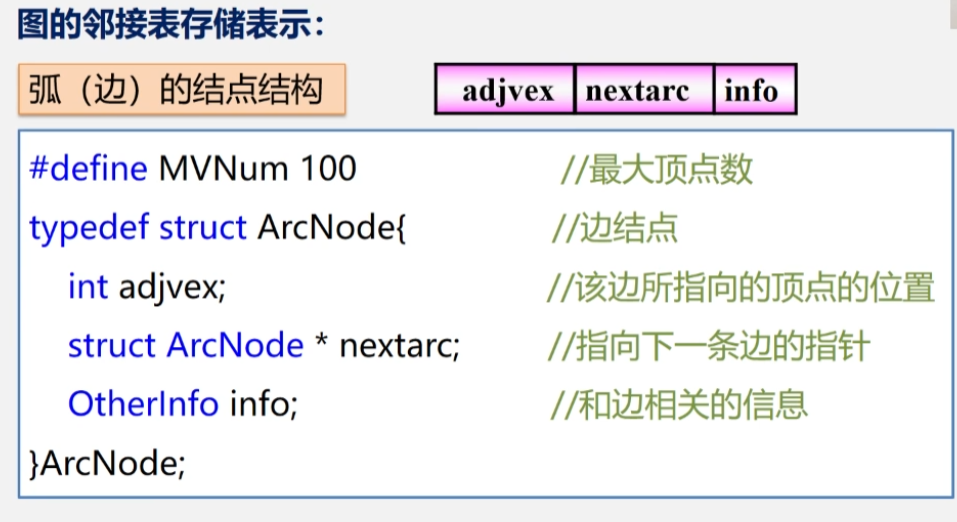 图的邻接表存储表示：
弧（边）的结点结构
adjvex nextarc info
#define MVNum 100 //最大顶点数
typedef struct ArcNode{ //边结点
int adjvex; //该边所指向的顶点的位置
struct ArcNode * nextarc; //指向下一条边的指针
OtherInfo info; //和边相关的信息
}ArcNode;